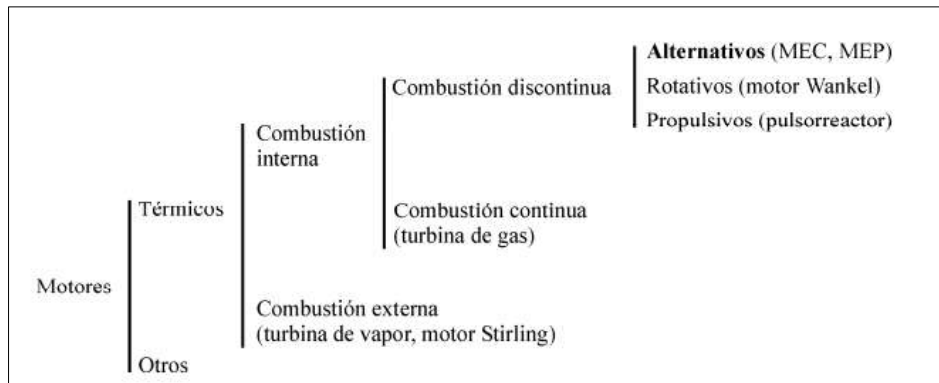 Alternativos (MEC, MEP)
Combustión discontinua
Rotativos (motor Wankel)
Propulsivos (pulsorreactor)
Combustión
interna
Combustión continua
(turbina de gas)
Térmicos
Motores
Combustión externa
(turbina de vapor, motor Stirling)
Otros